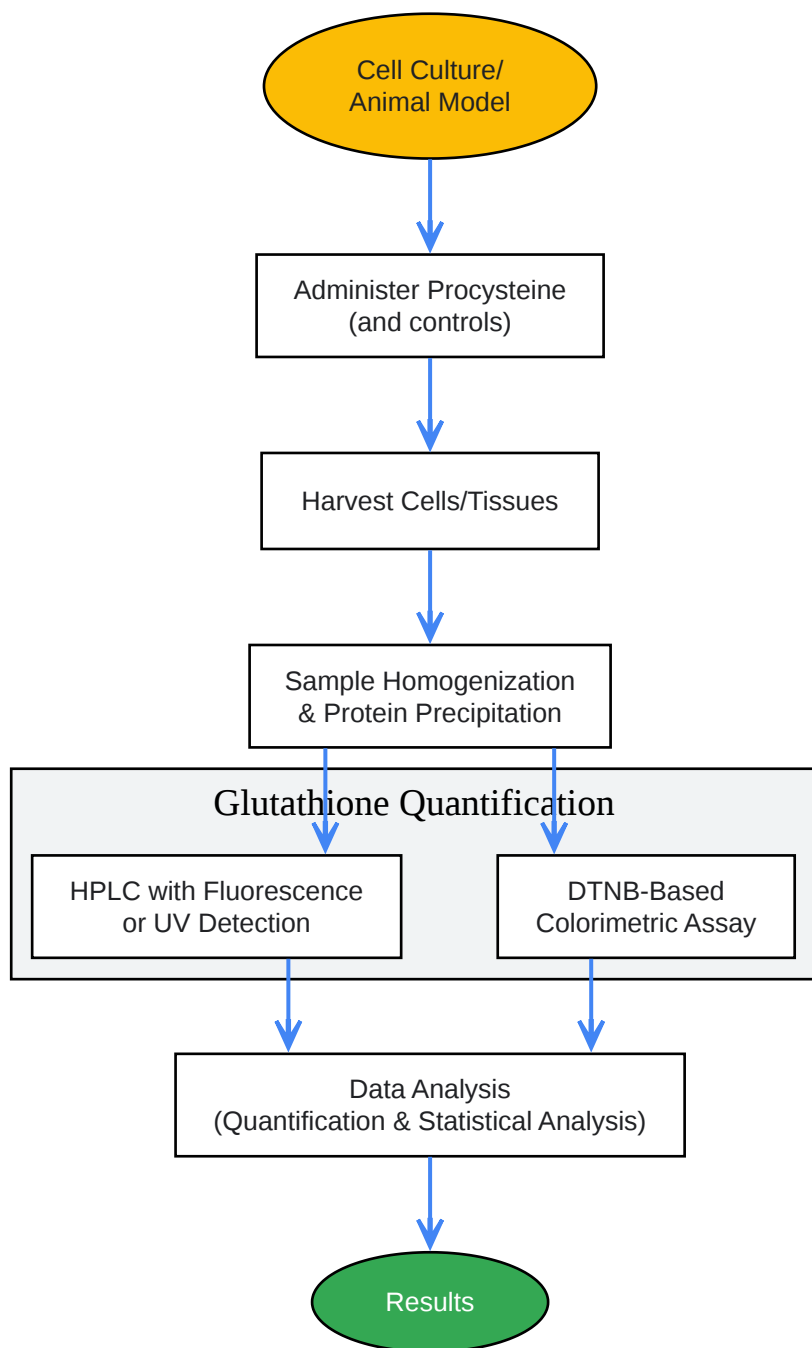 Cell Culture/
Animal Model
Administer Procysteine
(and controls)
Harvest Cells/Tissues
Sample Homogenization
& Protein Precipitation
Glutathione Quantification
HPLC with Fluorescence
or UV Detection
DTNB-Based
Colorimetric Assay
Data Analysis
(Quantification & Statistical Analysis)
Results